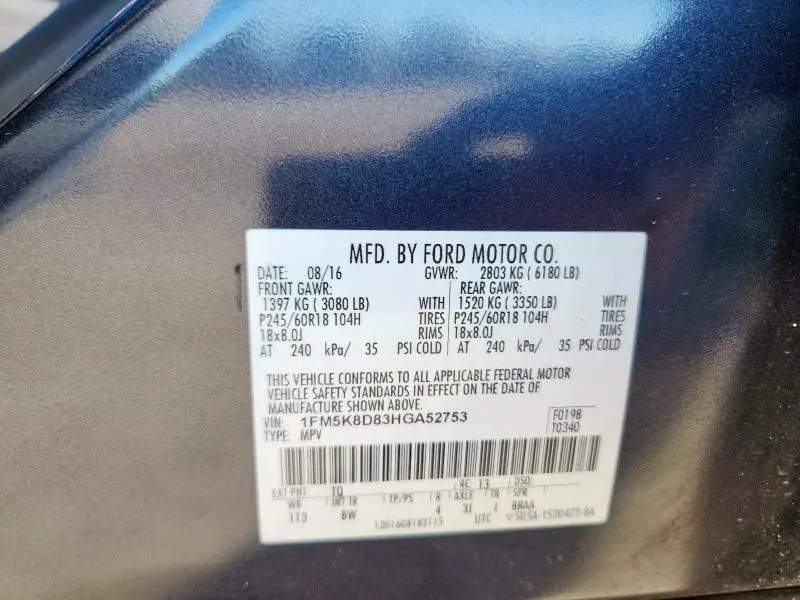 MFD. BY FORD MOTOR CO.
DATE: 08/16 GVWR: 2803 KG ( 6180 LB)
FRONT GAWR: REAR GAWR:
1397 KG ( 3080 LB) WITH 1520 KG ( 3350 LB) WITH
P245/60R18 104H TIRES P245/60R18 104H TIRES
18x8.0J RIMS 18x8.0J RIMS
AT 240 kPa/ 35 PSI COLD AT 240 kPa/ 35 PSI COLD
THIS VEHICLE CONFORMS TO ALL APPLICABLE FEDERAL MOTOR
VEHICLE SAFETY STANDARDS IN EFFECT ON THE DATE OF
MANUFACTURE SHOWN ABOVE.
VIN: 1FM5K8D83HGA52753 F0198
TYPE: MPV T0340
EXT PNT: TQ RC: 13 DSO:
WB INT TR TP/PS R AXLE TR SPR
113 BW 4 3J 1 BBAA
UTC